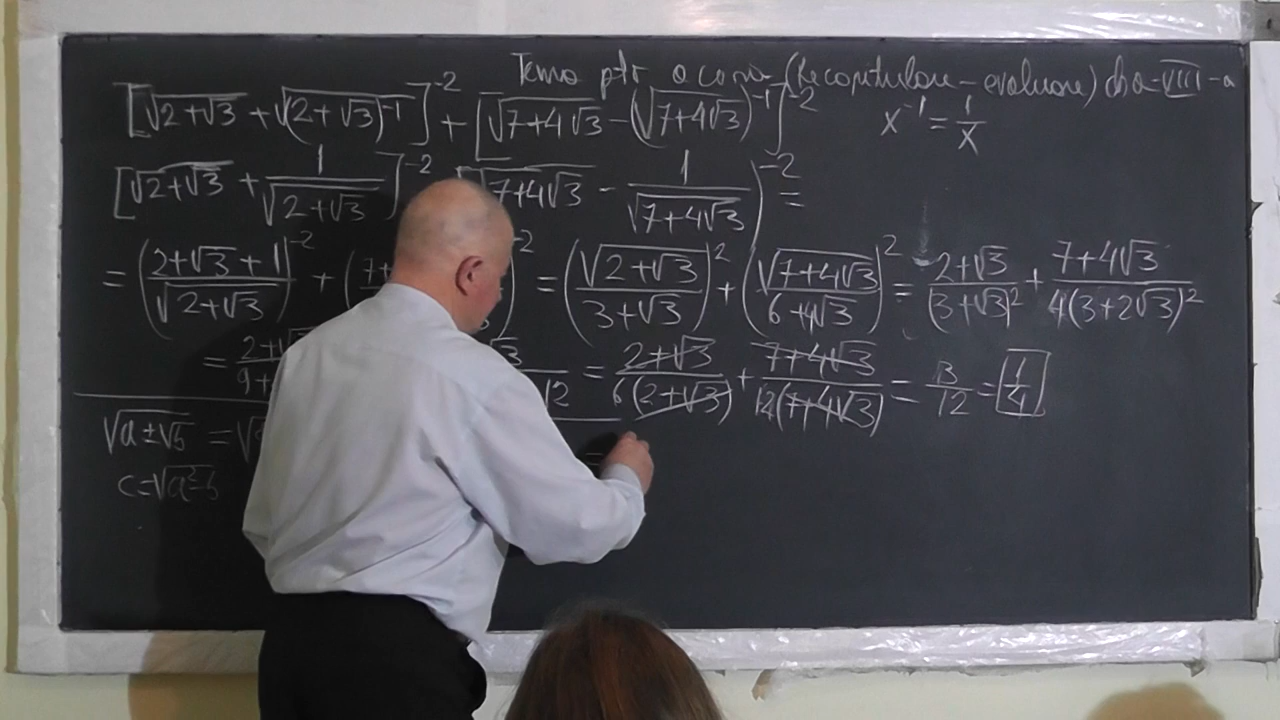 Tema ptr acasă (Recapitulare - evaluare) cls a-VIII-a
[√(2+√3) + √((2+√3)⁻¹)]⁻² + [√(7+4√3) - (√(7+4√3))⁻¹]⁻² x⁻¹ = 1/x
[√(2+√3) + 1/√(2+√3)]⁻² [√(7+4√3) - 1/√(7+4√3))⁻² =
= ((2+√3+1)/√(2+√3))⁻² + (7+ )⁻² = (√(2+√3)/(3+√3))² + (√(7+4√3)/(6+4√3))² = (2+√3)/(3+√3)² + (7+4√3)/4(3+2√3)²
= 2+√ / 9+ √3 / 12 = (2+√3)/6(2+√3) + (7+4√3)/12(7+4√3) = 3/12 = 1/4
√(a±√b) = √
c=√(a²-b) =